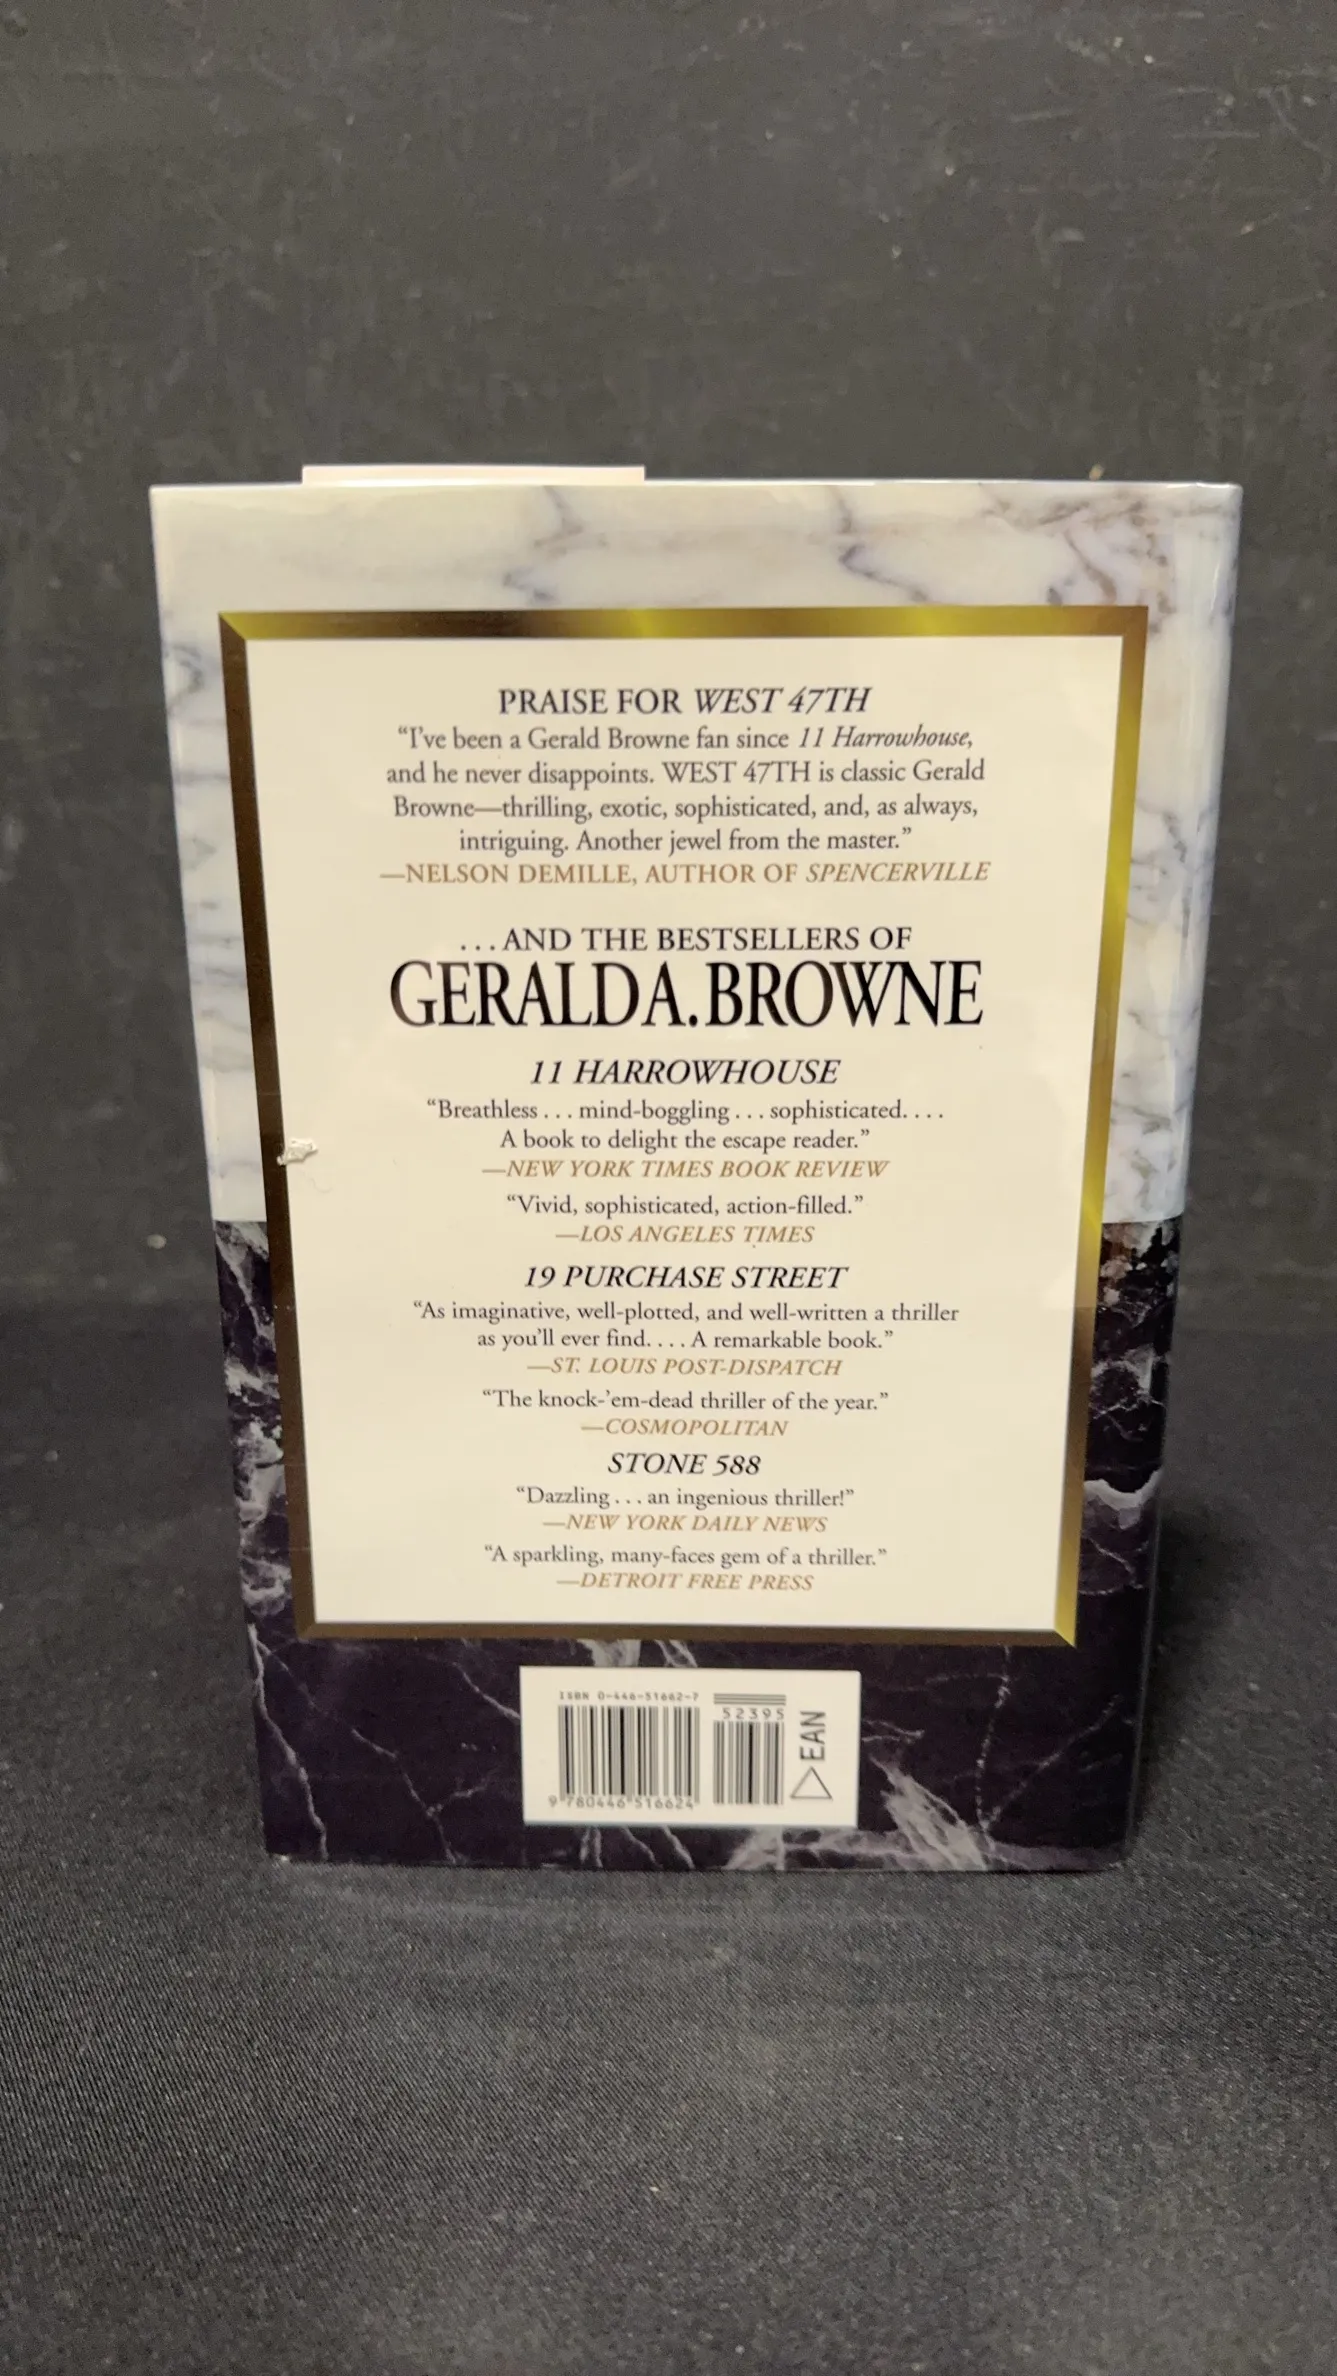 PRAISE FOR WEST 47TH
“I’ve been a Gerald Browne fan since 11 Harrowhouse,
and he never disappoints. WEST 47TH is classic Gerald
Browne—thrilling, exotic, sophisticated, and, as always,
intriguing. Another jewel from the master.”
—NELSON DEMILLE, AUTHOR OF SPENCERVILLE
...AND THE BESTSELLERS OF
GERALD A. BROWNE
11 HARROWHOUSE
“Breathless . . . mind-boggling . . . sophisticated. . . .
A book to delight the escape reader.”
—NEW YORK TIMES BOOK REVIEW
“Vivid, sophisticated, action-filled.”
—LOS ANGELES TIMES
19 PURCHASE STREET
“As imaginative, well-plotted, and well-written a thriller
as you’ll ever find. . . . A remarkable book.”
—ST. LOUIS POST-DISPATCH
“The knock-’em-dead thriller of the year.”
—COSMOPOLITAN
STONE 588
“Dazzling . . . an ingenious thriller!”
—NEW YORK DAILY NEWS
“A sparkling, many-faces gem of a thriller.”
—DETROIT FREE PRESS
ISBN 0-446-51662-7
52395
EAN
9 780446 516624